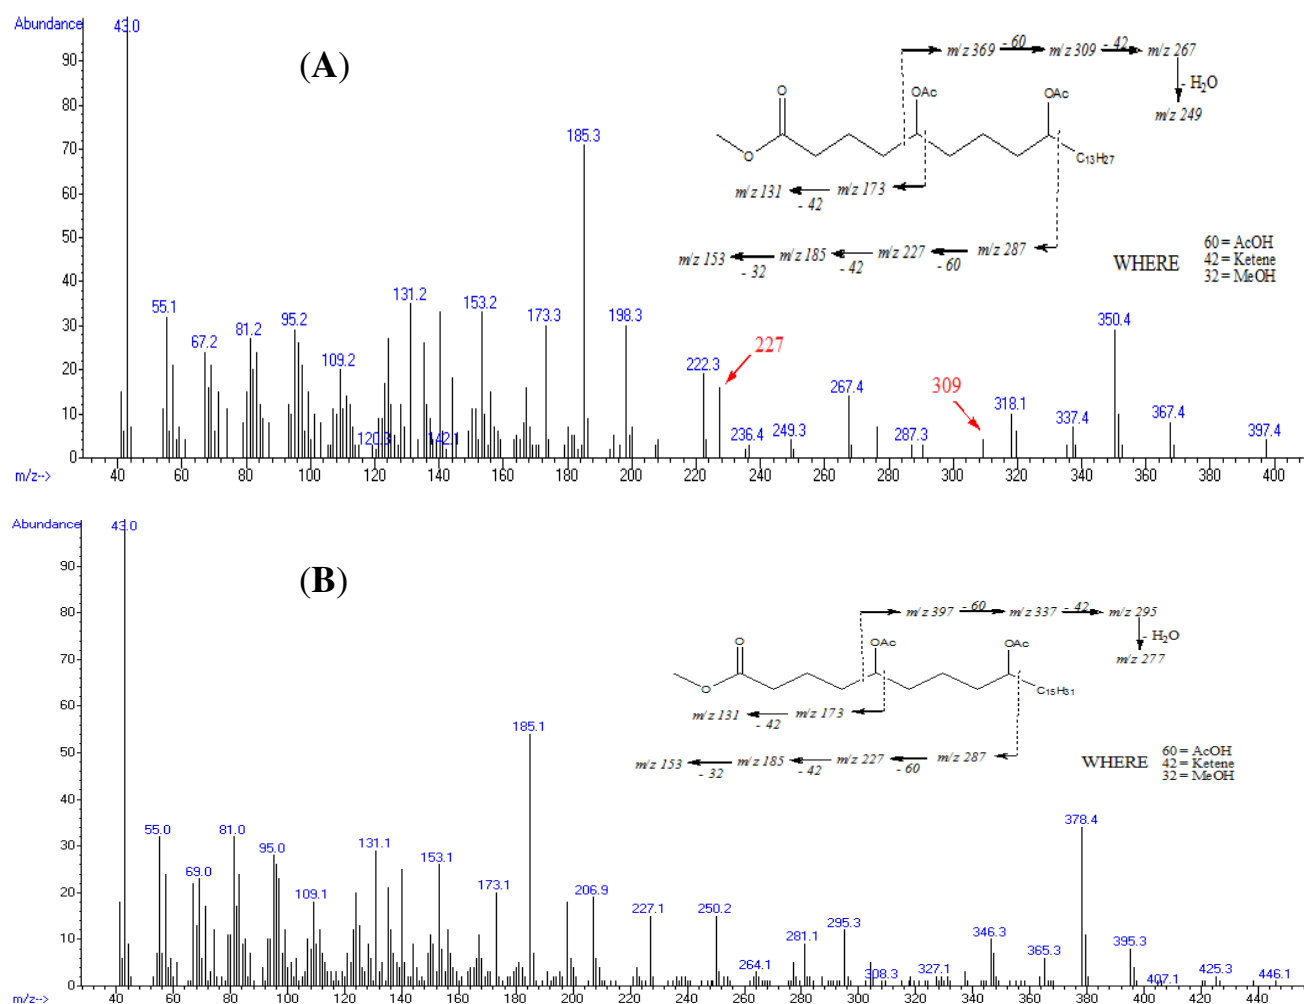 Abundance
43.0
(A)
m/z 369 - 60 m/z 309 - 42 m/z 267
- H2O
m/z 249
O
OAc
OAc
O
C13H27
m/z 131 - 42 m/z 173
m/z 153 - 32 m/z 185 - 42 m/z 227 - 60 m/z 287
WHERE
60 = AcOH
42 = Ketene
32 = MeOH
90
80
70
60
50
40
30
20
10
0
55.1
67.2
81.2
95.2
109.2
120.3
131.2
142.1
153.2
173.3
185.3
198.3
222.3
227
236.4
249.3
267.4
287.3
309
318.1
337.4
350.4
367.4
397.4
m/z--> 40 60 80 100 120 140 160 180 200 220 240 260 280 300 320 340 360 380 400
Abundance
43.0
(B)
m/z 397 - 60 m/z 337 - 42 m/z 295
- H2O
m/z 277
O
OAc
OAc
O
C15H31
m/z 131 - 42 m/z 173
m/z 153 - 32 m/z 185 - 42 m/z 227 - 60 m/z 287
WHERE
60 = AcOH
42 = Ketene
32 = MeOH
90
80
70
60
50
40
30
20
10
0
55.0
69.0
81.0
95.0
109.1
131.1
153.1
173.1
185.1
206.9
227.1
250.2
264.1
281.1
295.3
308.3
327.1
346.3
365.3
378.4
395.3
407.1
425.3
446.1
m/z--> 40 60 80 100 120 140 160 180 200 220 240 260 280 300 320 340 360 380 400 420 440